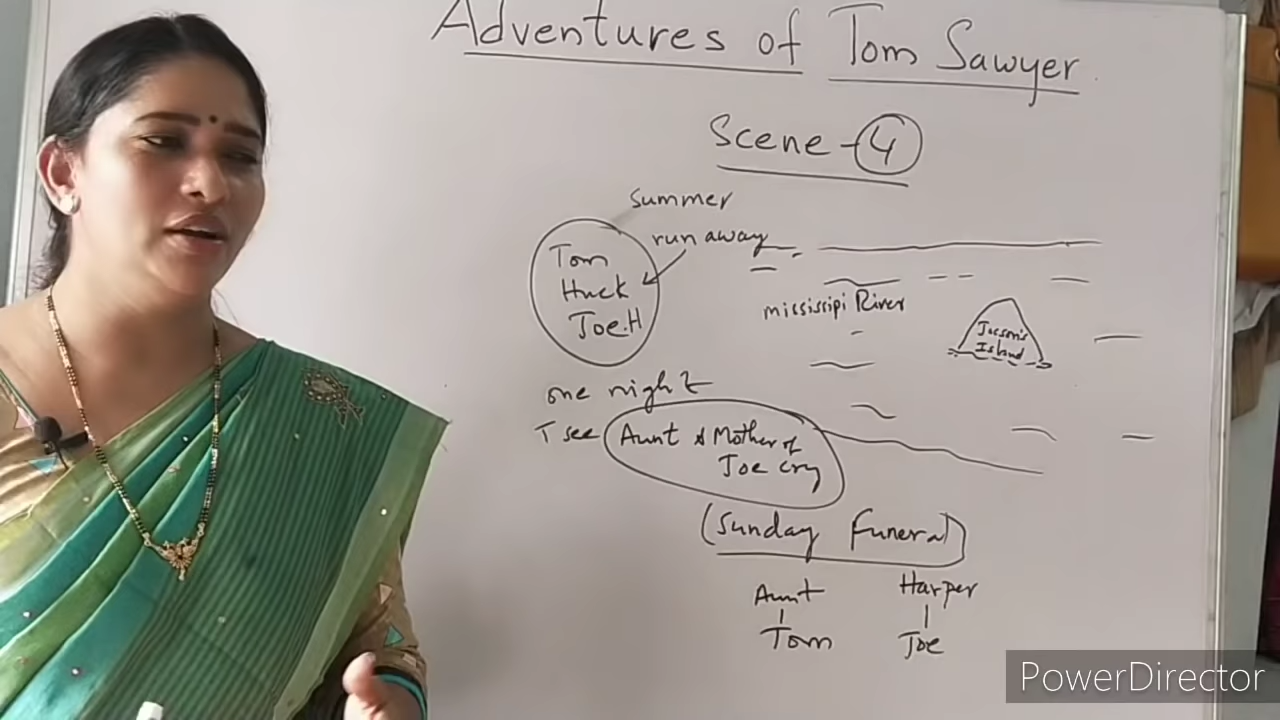 Adventures of Tom Sawyer
Scene-4
summer
run away
Tom
Huck
Joe.H
mississipi River
Jacson's
Island
one night
T see Aunt & Mother of
Joe cry
(Sunday Funeral)
Aunt Harper
Tom Joe
PowerDirector